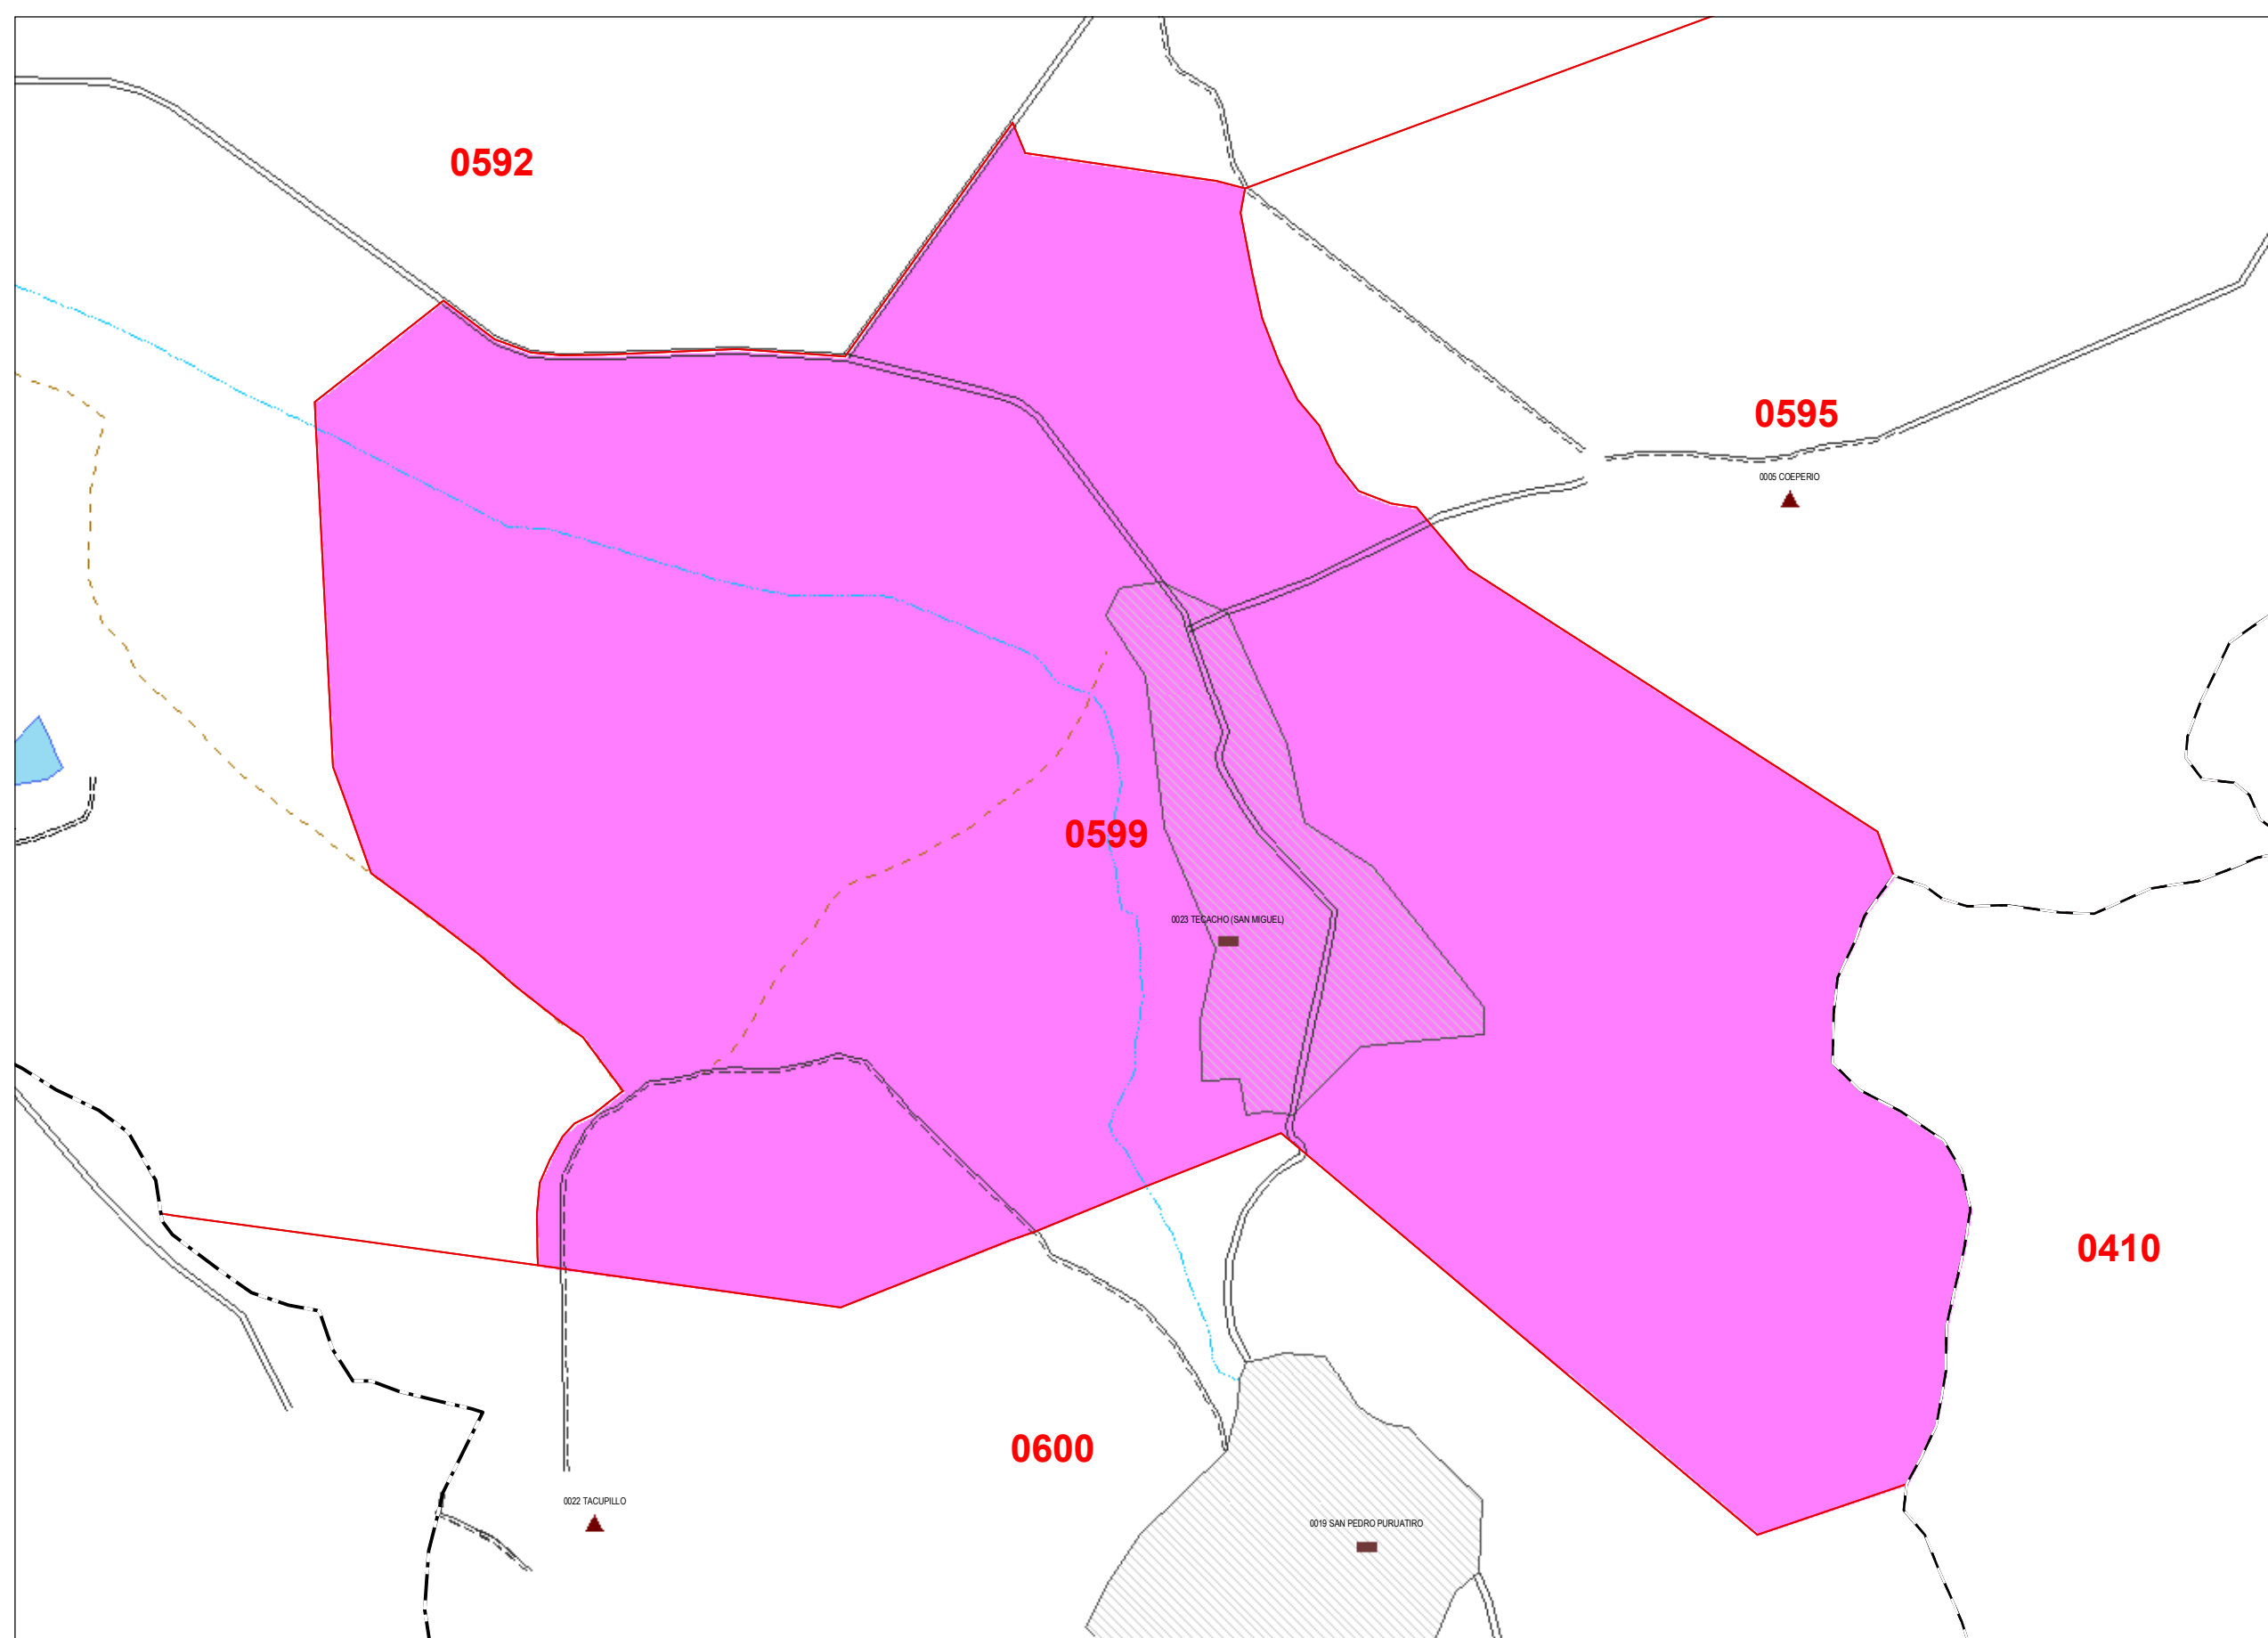 0592
0595
0005 COEPERIO
0599
0023 TECACHO (SAN MIGUEL)
0410
0600
0022 TACUPILLO
0019 SAN PEDRO PURUATIRO